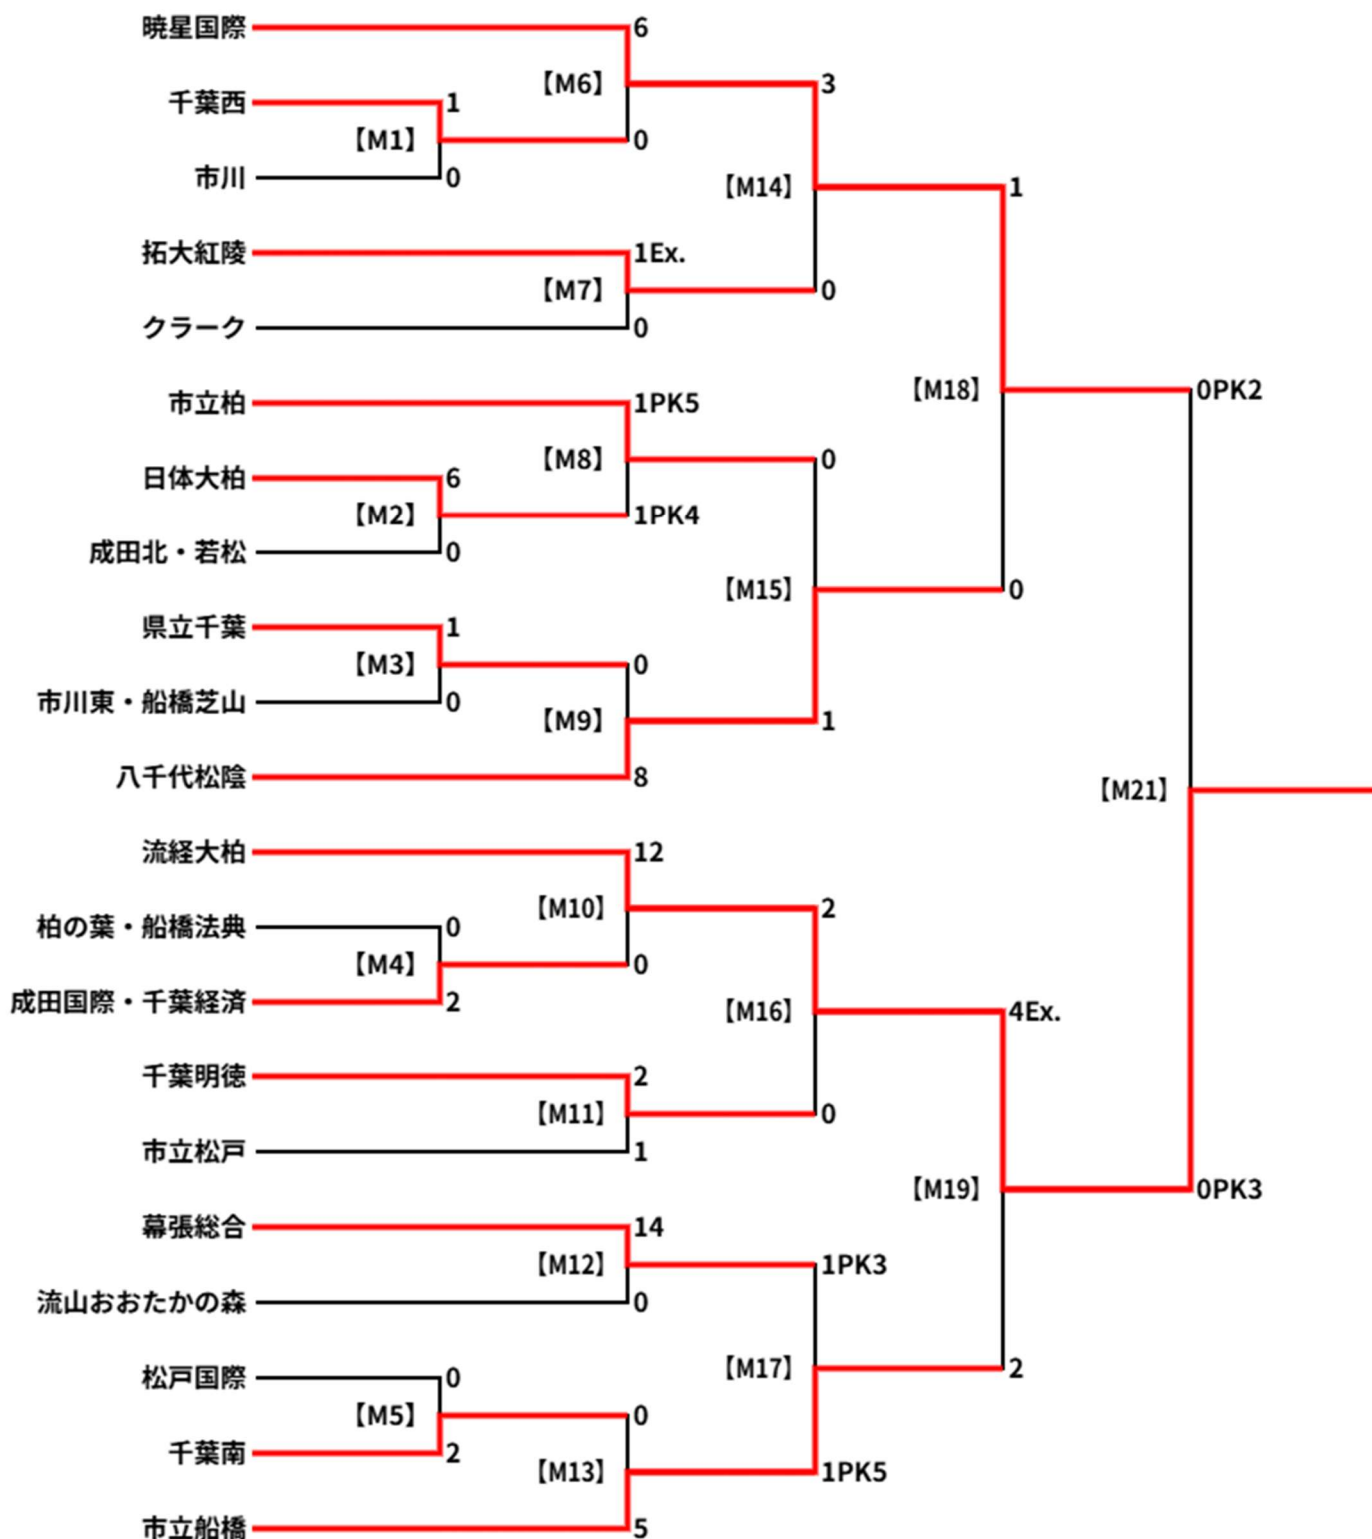 暁星国際 6
【M6】 3
千葉西 1
【M1】 0
市川 0
【M14】 1
拓大紅陵 1Ex.
【M7】 0
クラーク 0
【M18】 0PK2
市立柏 1PK5
【M8】 0
日体大柏 6
【M2】 1PK4
成田北・若松 0
【M15】 0
県立千葉 1
【M3】 0
市川東・船橋芝山 0
【M9】 1
八千代松陰 8
【M21】
流経大柏 12
【M10】 2
柏の葉・船橋法典 0
【M4】 0
成田国際・千葉経済 2
【M16】 4Ex.
千葉明徳 2
【M11】 0
市立松戸 1
【M19】 0PK3
幕張総合 14
【M12】 1PK3
流山おおたかの森 0
【M17】 2
松戸国際 0
【M5】 0
千葉南 2
【M13】 1PK5
市立船橋 5